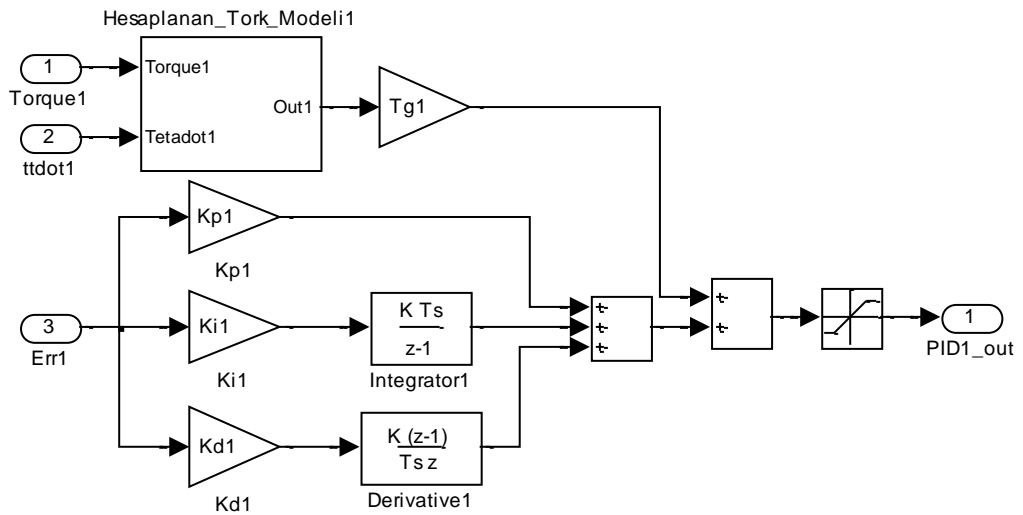 Hesaplanan_Tork_Modeli1
1
Torque1
Torque1
Out1
Tg1
2
Tetadot1
ttdot1
Kp1
Kp1
3
Err1
Ki1
Ki1
K Ts
z-1
Integrator1
+
+
+
+
+
1
PID1_out
Kd1
Kd1
K (z-1)
Ts z
Derivative1